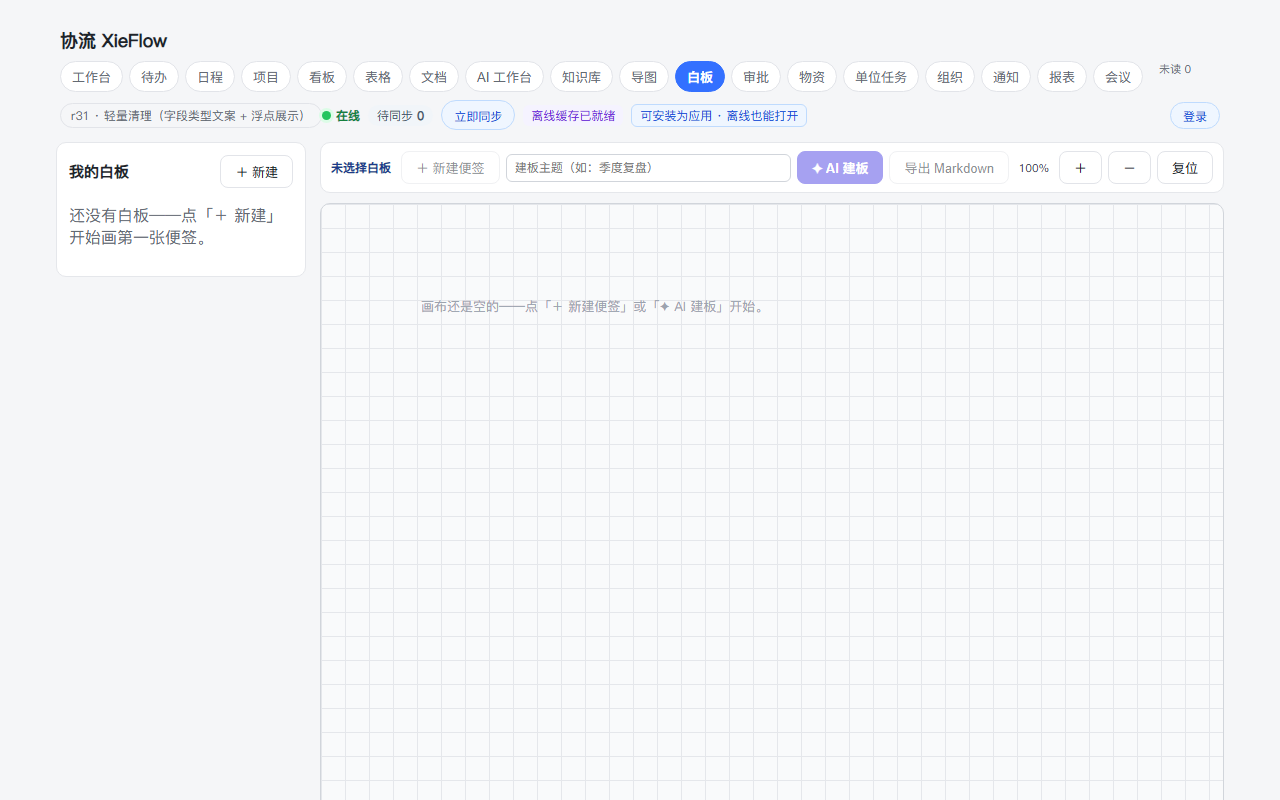 协流 XieFlow
工作台 待办 日程 项目 看板 表格 文档 AI 工作台 知识库 导图 白板 审批 物资 单位任务 组织 通知 报表 会议 未读 0
r31 · 轻量清理（字段类型文案 + 浮点展示） 在线 待同步 0 立即同步 离线缓存已就绪 可安装为应用 · 离线也能打开 登录
我的白板 ＋ 新建
还没有白板——点「＋ 新建」
开始画第一张便签。
未选择白板 ＋ 新建便签 建板主题（如：季度复盘） ✦ AI 建板 导出 Markdown 100% ＋ － 复位
画布还是空的——点「＋ 新建便签」或「✦ AI 建板」开始。